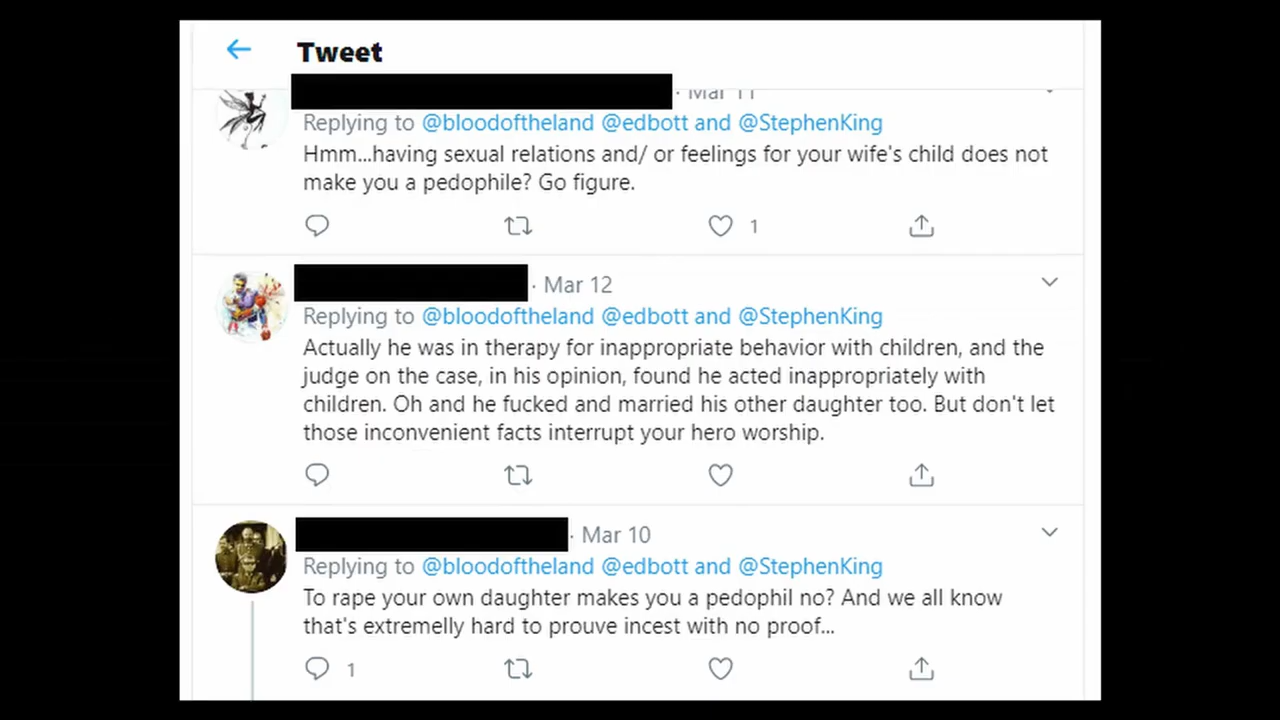 Tweet
· Mar 11
Replying to @bloodoftheland @edbott and @StephenKing
Hmm...having sexual relations and/ or feelings for your wife's child does not
make you a pedophile? Go figure.
1
· Mar 12
Replying to @bloodoftheland @edbott and @StephenKing
Actually he was in therapy for inappropriate behavior with children, and the
judge on the case, in his opinion, found he acted inappropriately with
children. Oh and he fucked and married his other daughter too. But don't let
those inconvenient facts interrupt your hero worship.
· Mar 10
Replying to @bloodoftheland @edbott and @StephenKing
To rape your own daughter makes you a pedophil no? And we all know
that's extremelly hard to prouve incest with no proof...
1